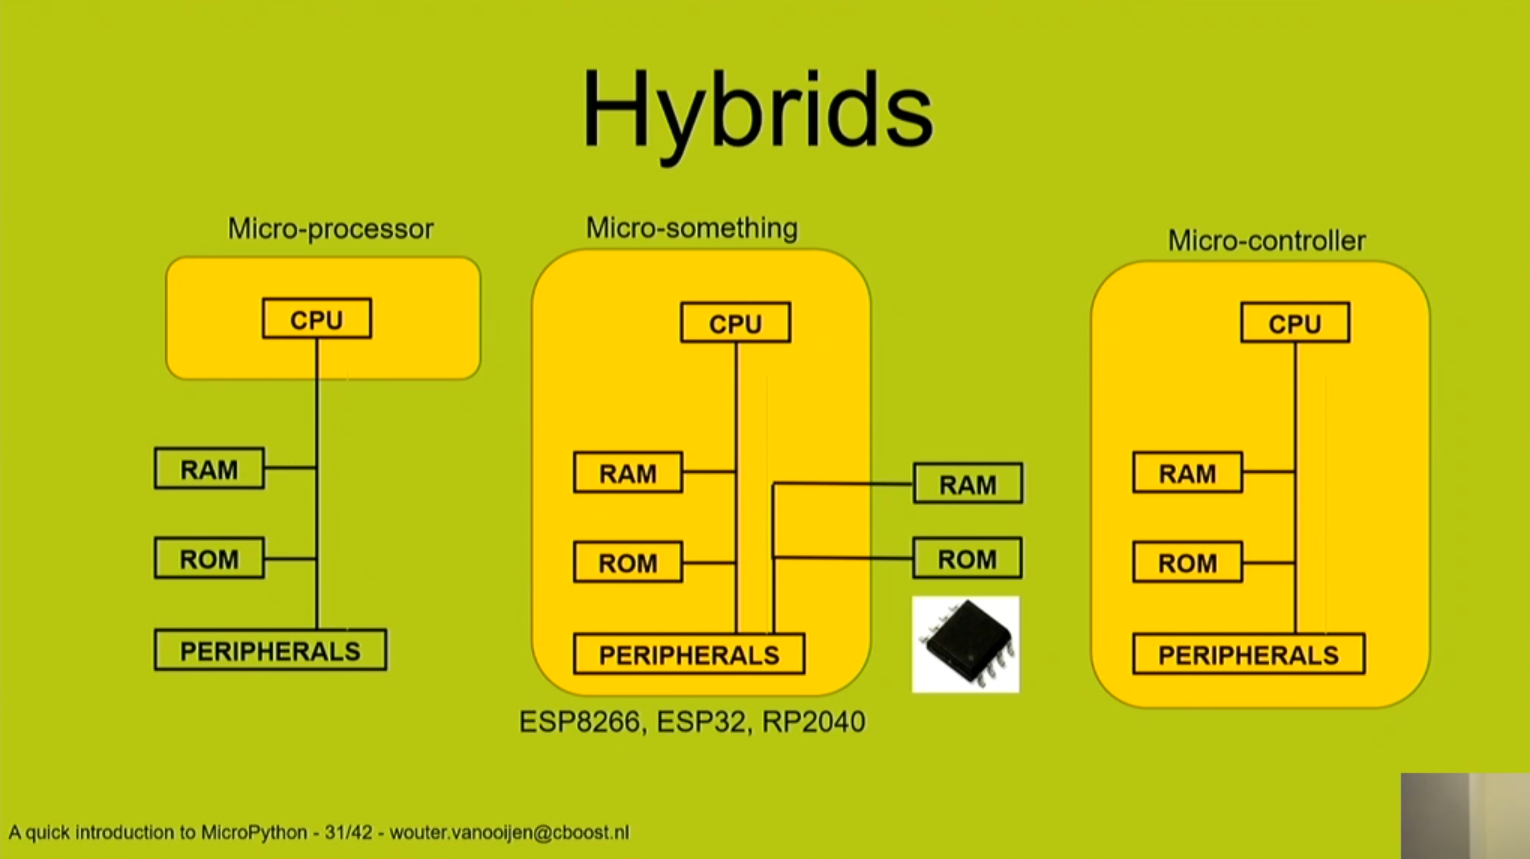 Hybrids
Micro-processor
CPU
RAM
ROM
PERIPHERALS
Micro-something
CPU
RAM
ROM
PERIPHERALS
RAM
ROM
ESP8266, ESP32, RP2040
Micro-controller
CPU
RAM
ROM
PERIPHERALS
A quick introduction to MicroPython - 31/42 - wouter.vanooijen@cboost.nl